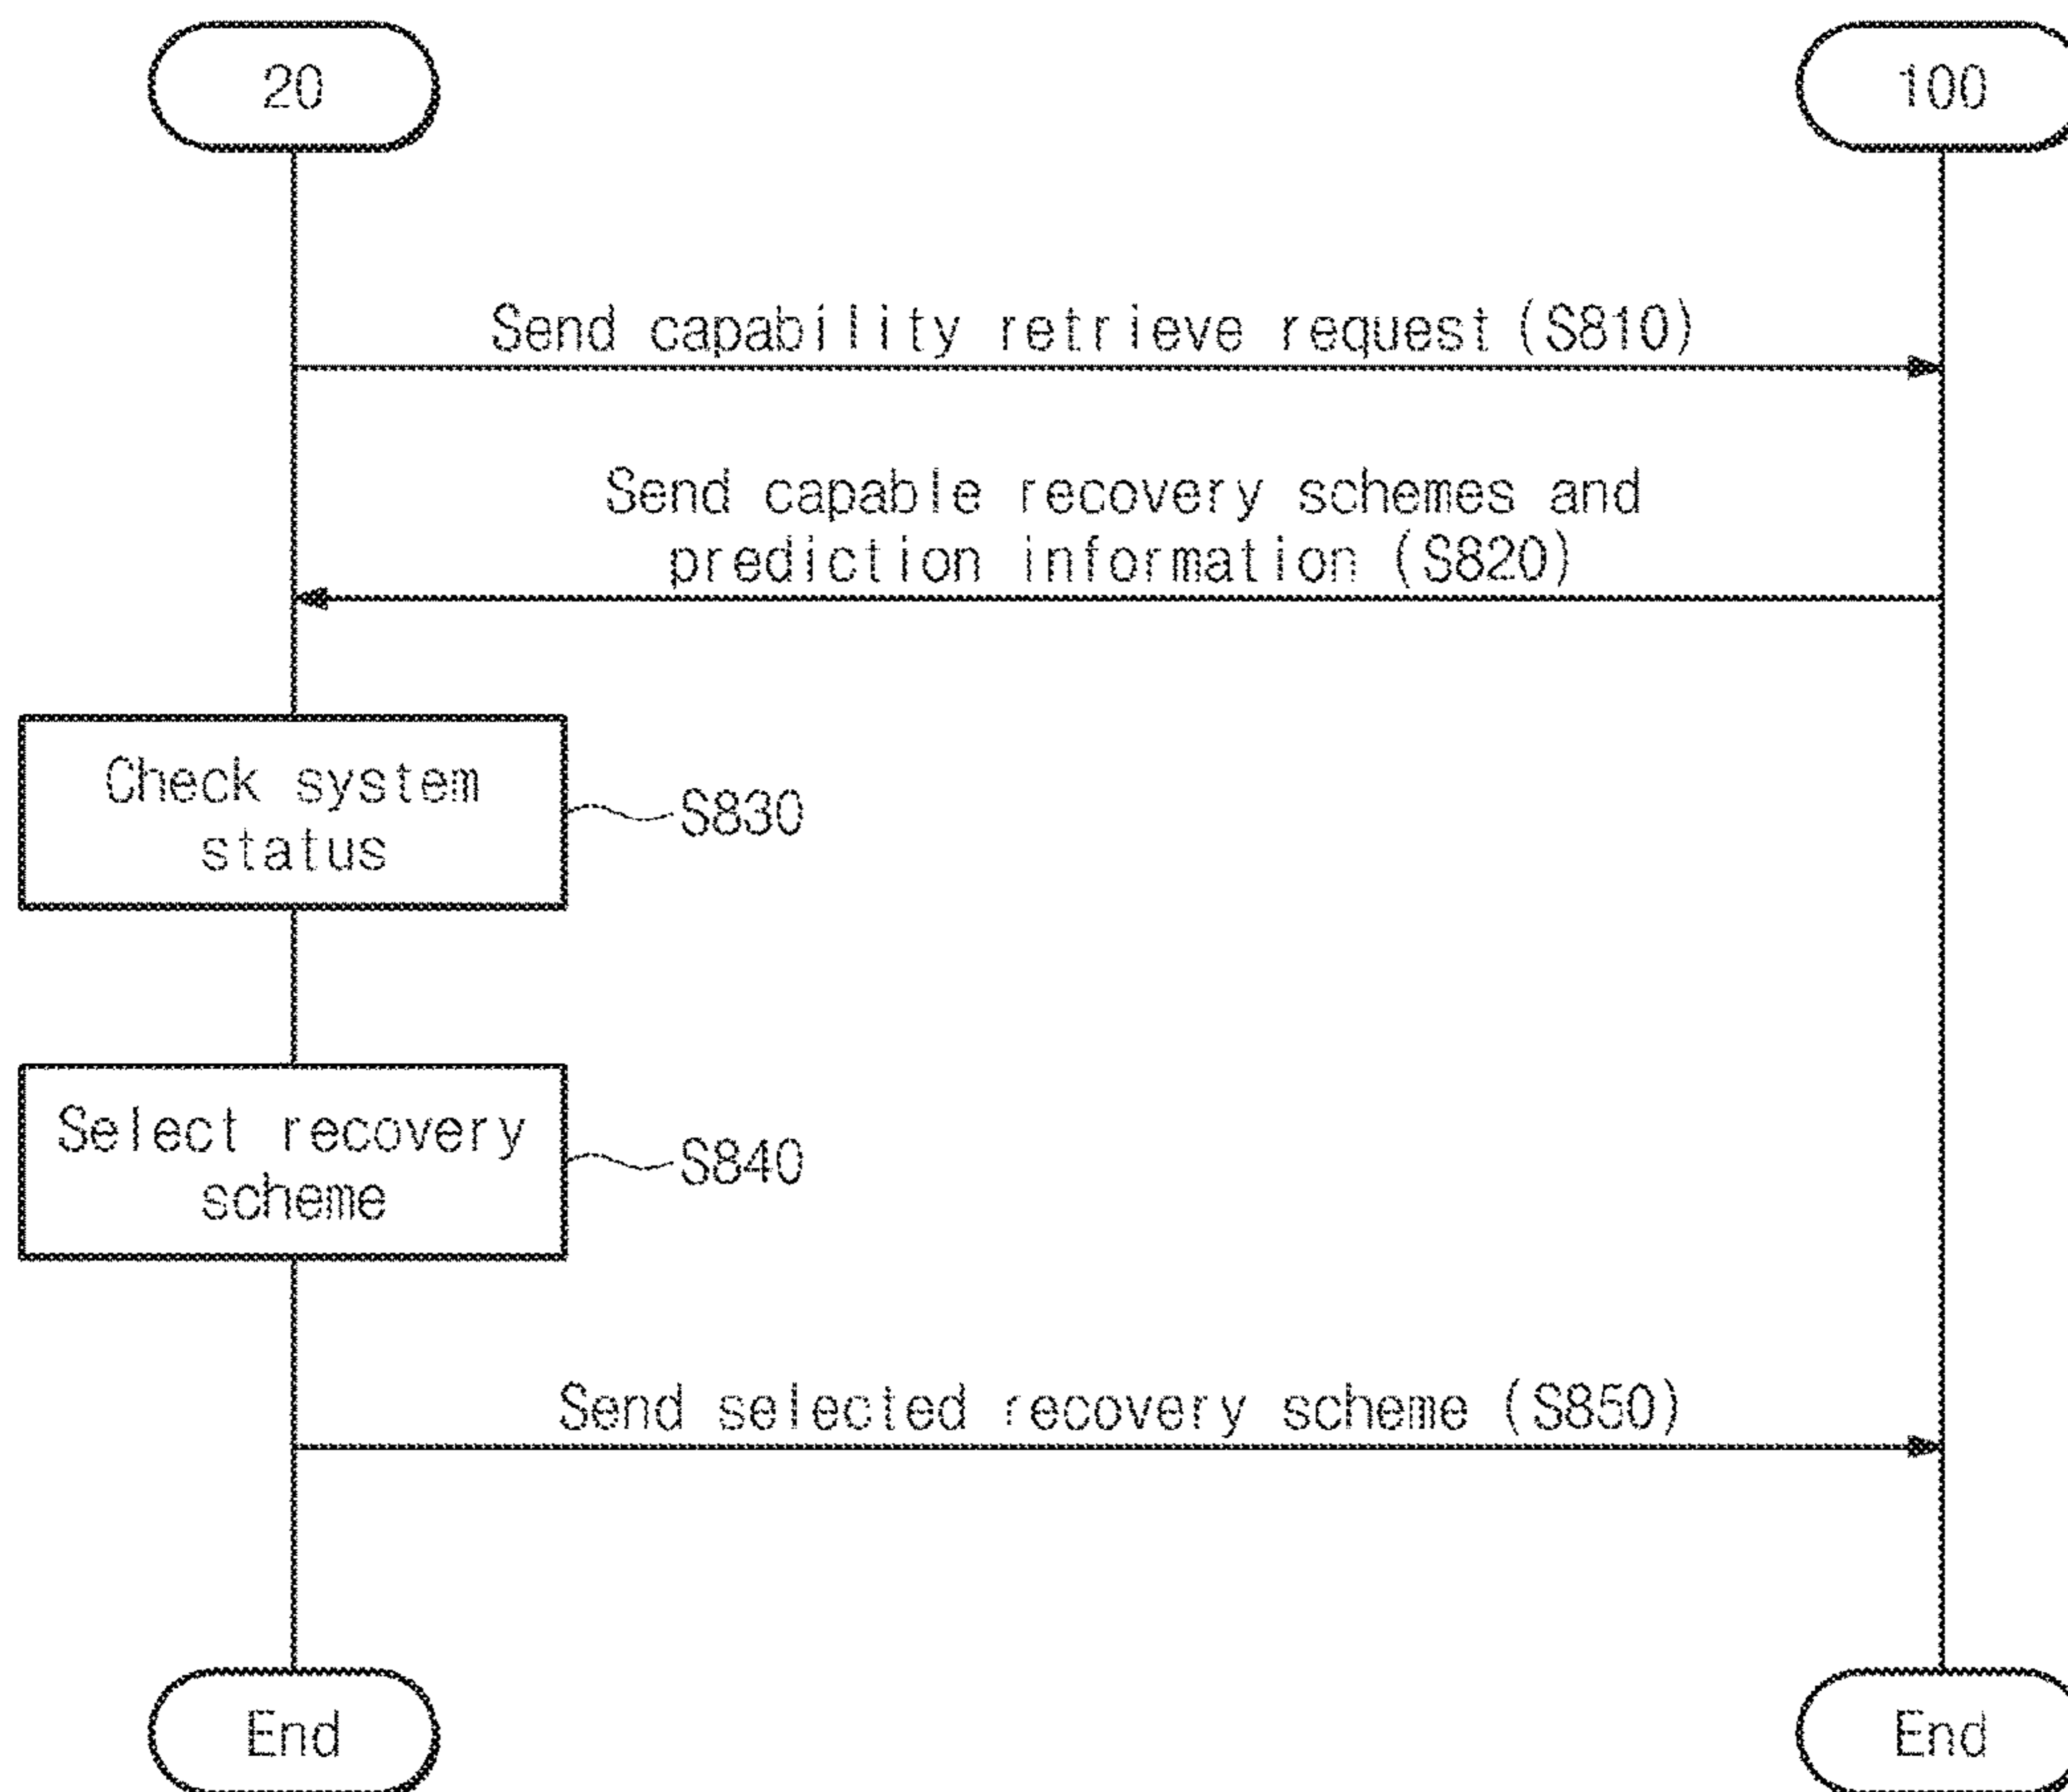 20
100
Send capability retrieve request (S810)
Send capable recovery schemes and
prediction information (S820)
Check system
status
S830
Select recovery
scheme
S840
Send selected recovery scheme (S850)
End
End